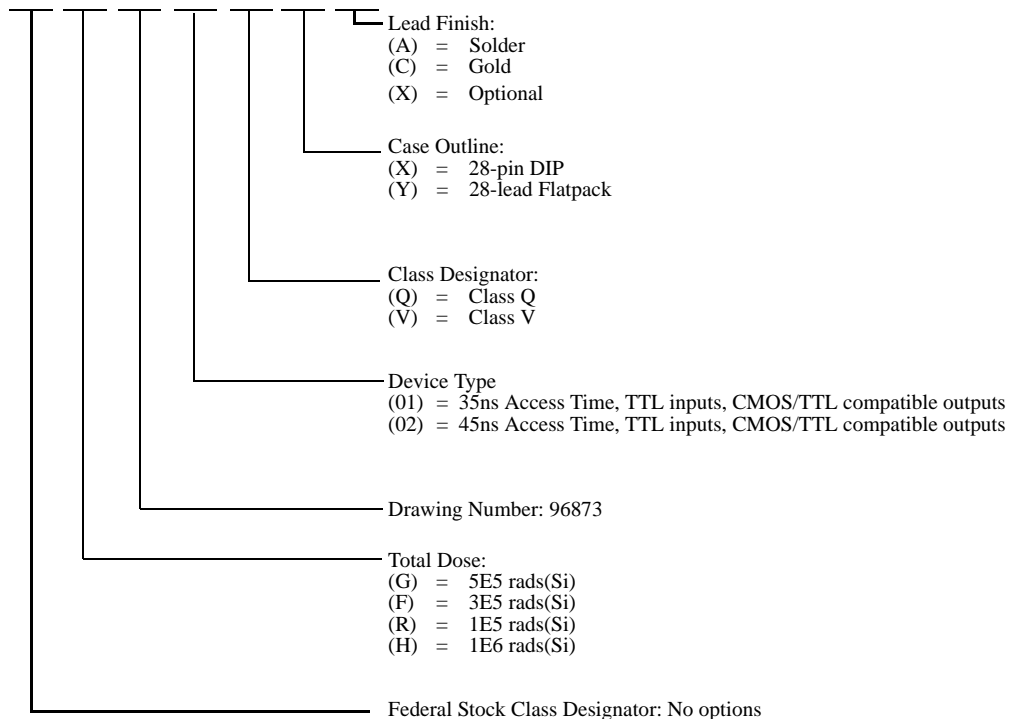 Lead Finish:
(A) = Solder
(C) = Gold
(X) = Optional
Case Outline:
(X) = 28-pin DIP
(Y) = 28-lead Flatpack
Class Designator:
(Q) = Class Q
(V) = Class V
Device Type
(01) = 35ns Access Time, TTL inputs, CMOS/TTL compatible outputs
(02) = 45ns Access Time, TTL inputs, CMOS/TTL compatible outputs
Drawing Number: 96873
Total Dose:
(G) = 5E5 rads(Si)
(F) = 3E5 rads(Si)
(R) = 1E5 rads(Si)
(H) = 1E6 rads(Si)
Federal Stock Class Designator: No options